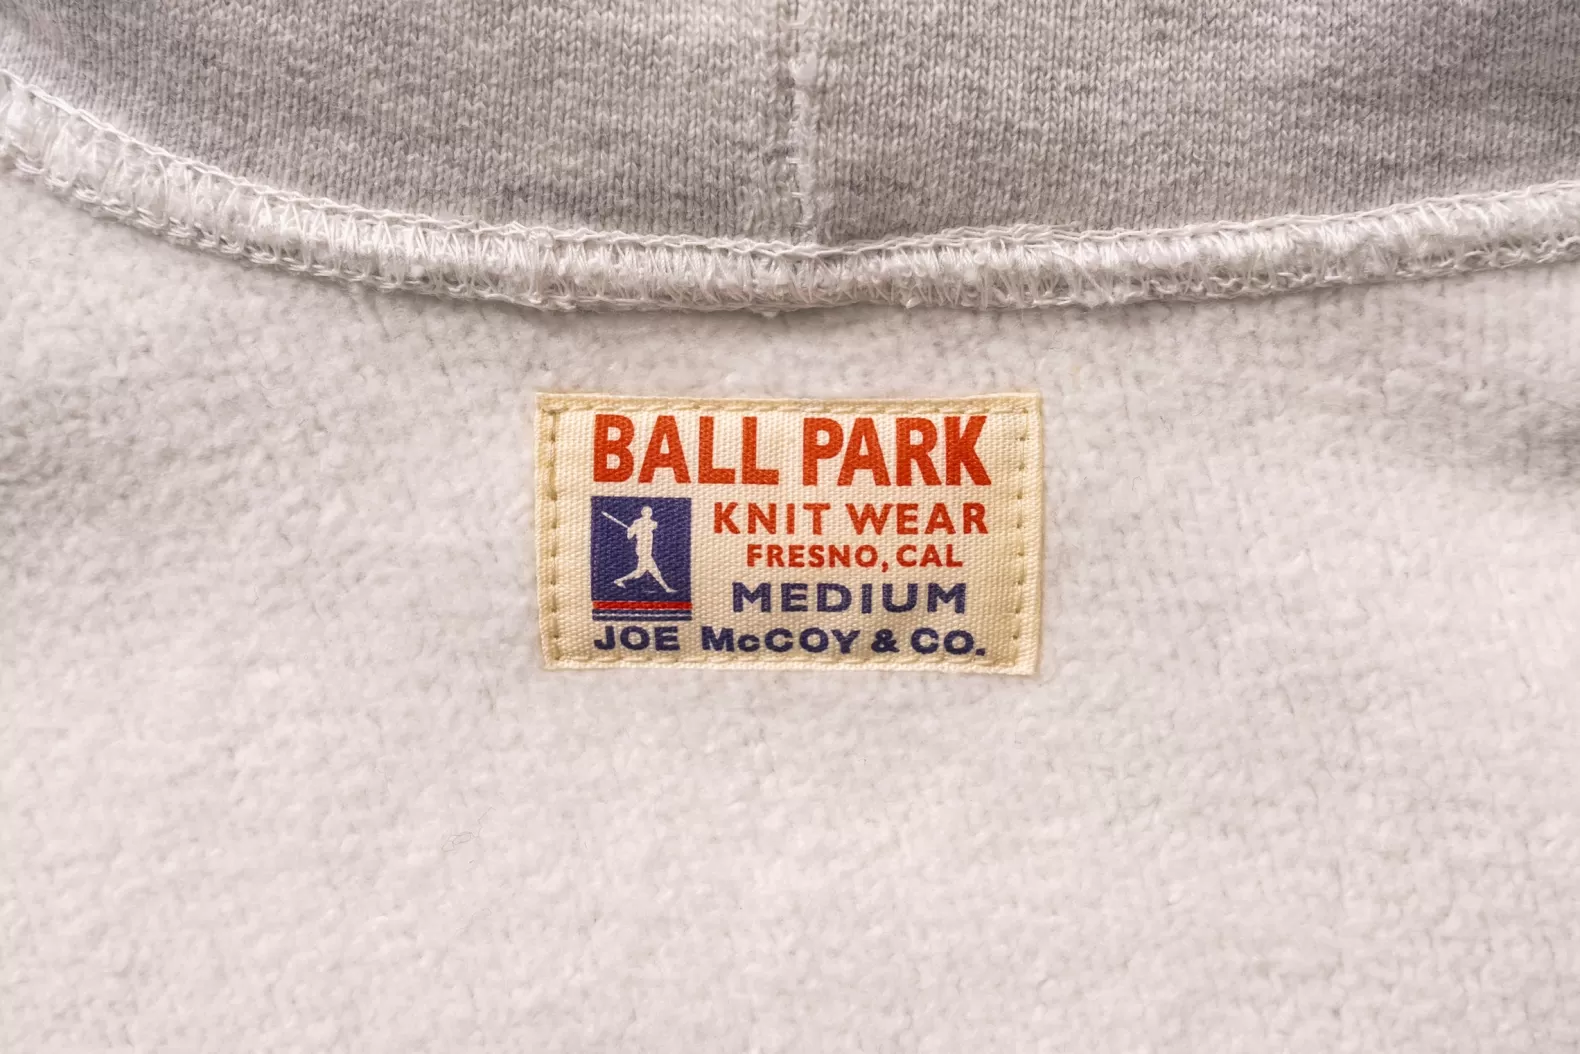 BALL PARK
KNIT WEAR
FRESNO, CAL
MEDIUM
JOE McCOY & CO.